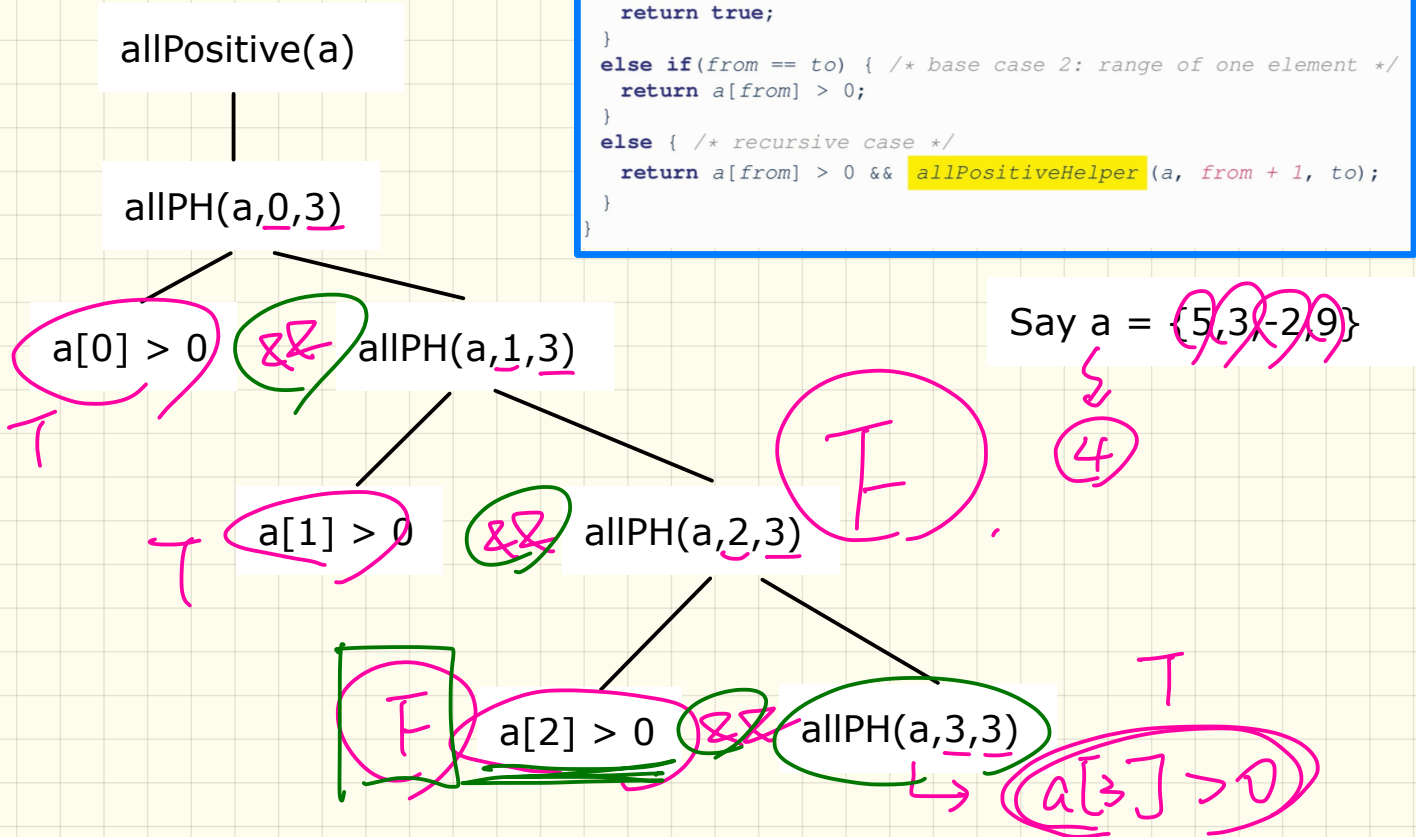 allPositive(a)
return true;
}
else if(from == to) { /* base case 2: range of one element */
return a[from] > 0;
}
else { /* recursive case */
return a[from] > 0 && allPositiveHelper (a, from + 1, to);
}
}
allPH(a,0,3)
Say a = {5,3,-2,9}
4
a[0] > 0 && allPH(a,1,3)
T
F
a[1] > 0 && allPH(a,2,3)
T
F a[2] > 0 && allPH(a,3,3)
T
a[3] > 0